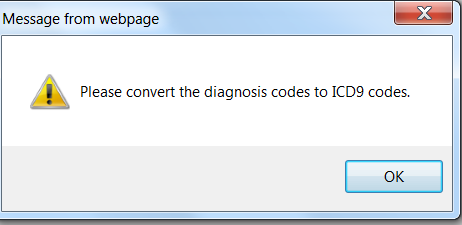 Message from webpage
Please convert the diagnosis codes to ICD9 codes.
OK